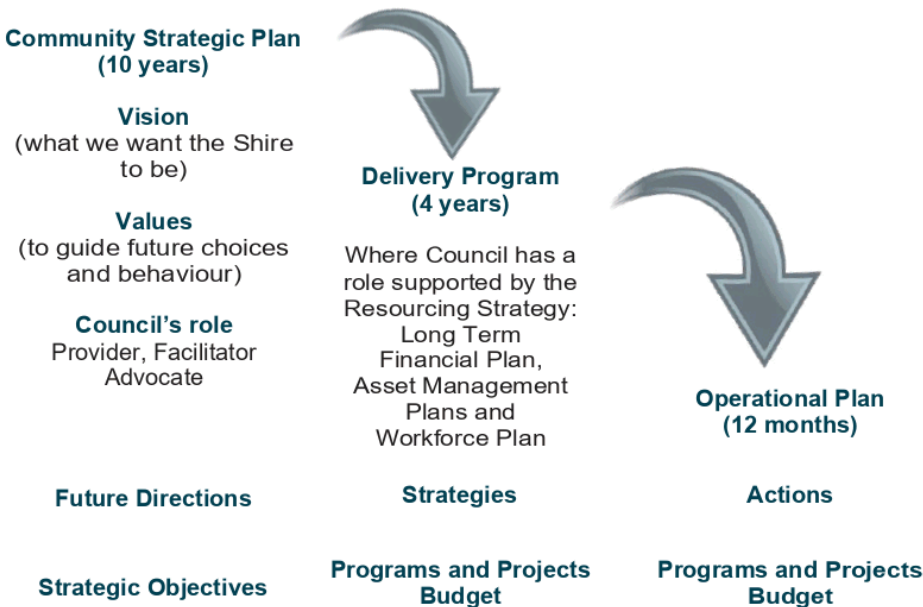 Community Strategic Plan
(10 years)
Vision
(what we want the Shire
to be)
Values
(to guide future choices
and behaviour)
Council's role
Provider, Facilitator
Advocate
Future Directions
Strategic Objectives
Delivery Program
(4 years)
Where Council has a
role supported by the
Resourcing Strategy:
Long Term
Financial Plan,
Asset Management
Plans and
Workforce Plan
Strategies
Programs and Projects
Budget
Operational Plan
(12 months)
Actions
Programs and Projects
Budget